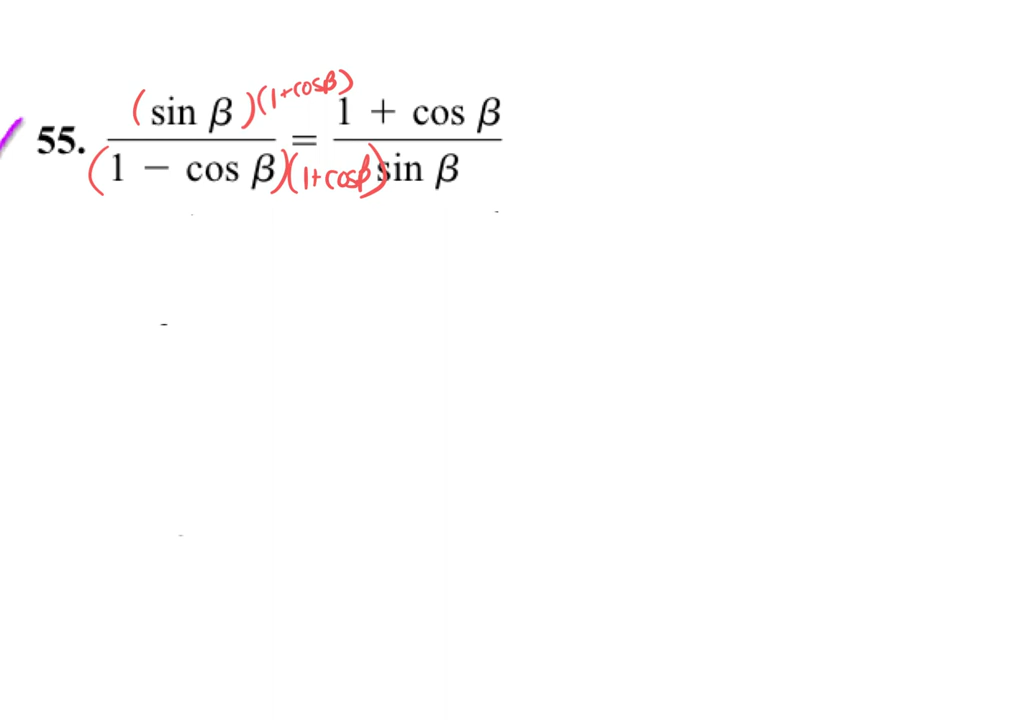 (sin β)(1+cosβ) 1 + cos β
55. =
(1 − cos β)(1+cosβ) sin β